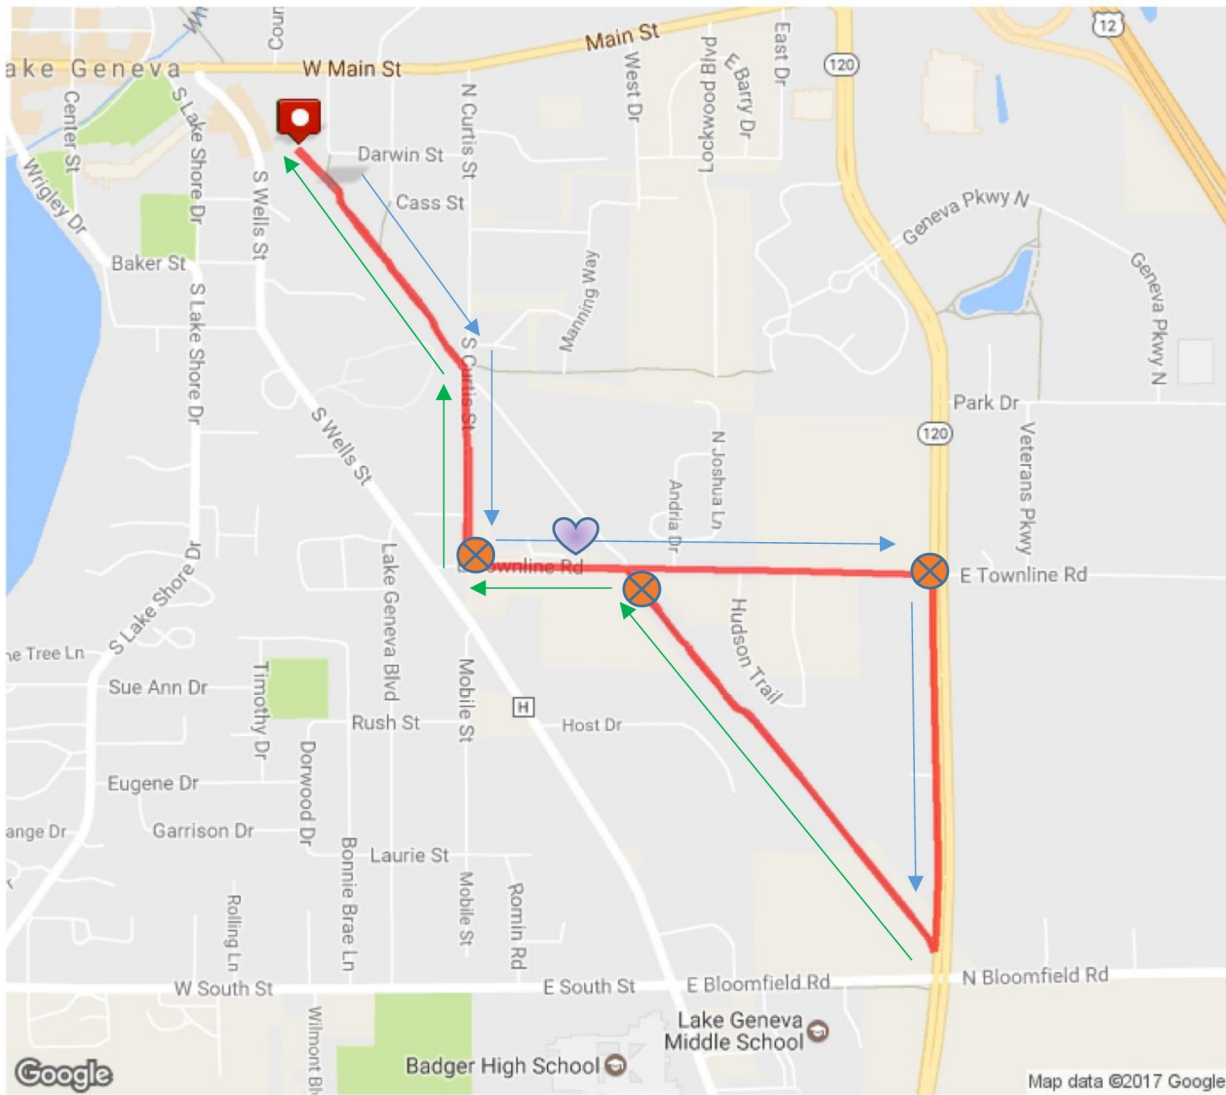 ake Geneva
W Main St
Main St
12
120
Center St
S Lake Shore Dr
S Wells St
Wrigley Dr
Darwin St
Cass St
N Curtis St
West Dr
Lockwood Blvd
E Barry Dr
East Dr
Baker St
S Lake Shore Dr
Manning Way
Geneva Pkwy N
Geneva Pkwy N
S Curtis St
S Wells St
Park Dr
120
Veterans Pkwy
N Joshua Ln
Andria Dr
E Townline Rd
ownline Rd
S Lake Shore Dr
Lake Geneva Blvd
Hudson Trail
ne Tree Ln
Sue Ann Dr
Timothy Dr
Rush St
Mobile St
H
Host Dr
Eugene Dr
Dorwood Dr
ange Dr
Garrison Dr
Laurie St
Bonnie Brae Ln
Mobile St
Romin Rd
Rolling Ln
W South St
E South St
E Bloomfield Rd
N Bloomfield Rd
Wilmont Bl
Lake Geneva
Middle School
Badger High School
Google
Map data ©2017 Google